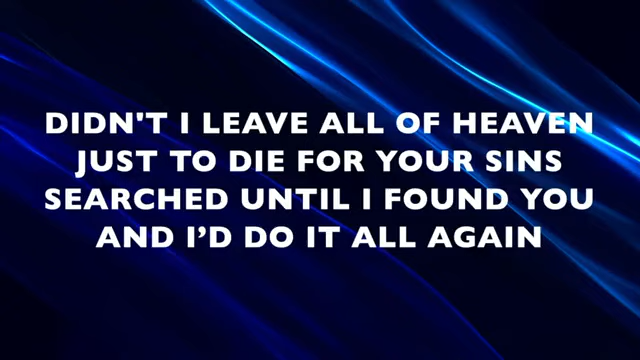 DIDN'T I LEAVE ALL OF HEAVEN
JUST TO DIE FOR YOUR SINS
SEARCHED UNTIL I FOUND YOU
AND I’D DO IT ALL AGAIN